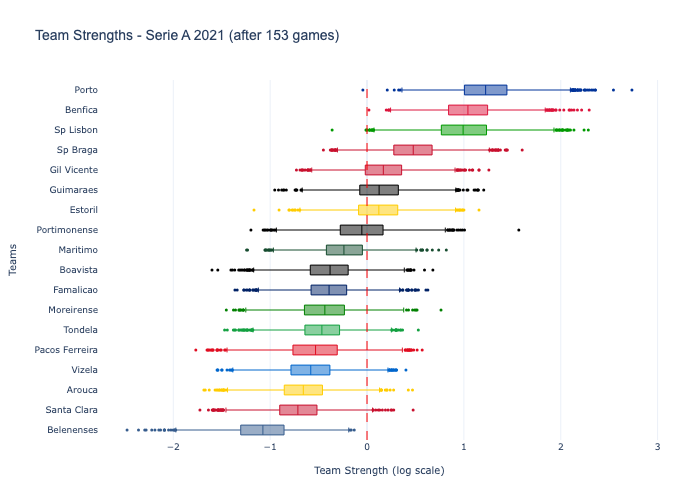 Team Strengths - Serie A 2021 (after 153 games)
Teams
Porto
Benfica
Sp Lisbon
Sp Braga
Gil Vicente
Guimaraes
Estoril
Portimonense
Maritimo
Boavista
Famalicao
Moreirense
Tondela
Pacos Ferreira
Vizela
Arouca
Santa Clara
Belenenses
−2 −1 0 1 2 3
Team Strength (log scale)